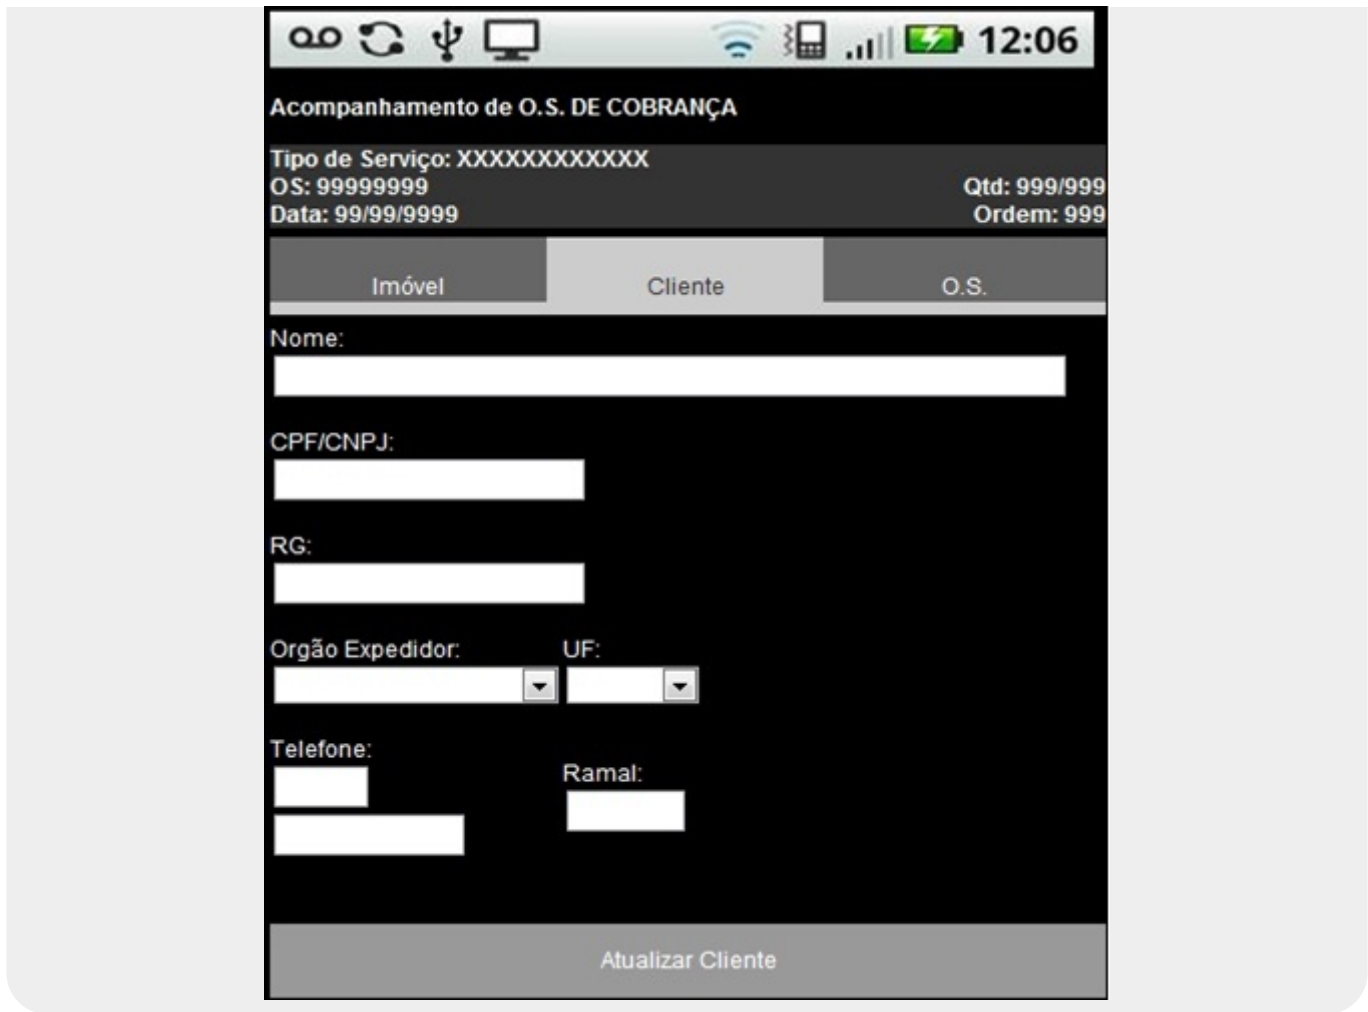 12:06
Acompanhamento de O.S. DE COBRANÇA
Tipo de Serviço: XXXXXXXXXXXX
OS: 99999999 Qtd: 999/999
Data: 99/99/9999 Ordem: 999
Imóvel Cliente O.S.
Nome:
CPF/CNPJ:
RG:
Orgão Expedidor: UF:
Telefone:
Ramal:
Atualizar Cliente